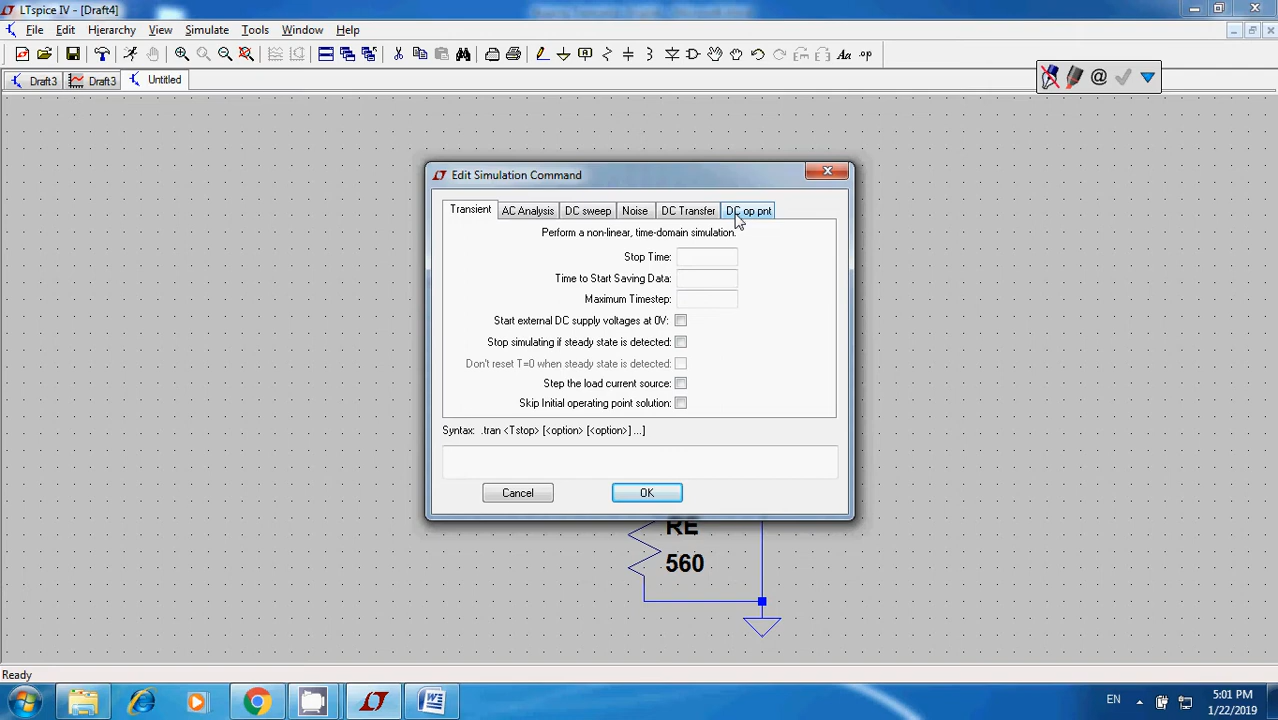 LTspice IV - [Draft4]
File Edit Hierarchy View Simulate Tools Window Help
Aa .op
Draft3 Draft3 Untitled
@
Edit Simulation Command
Transient AC Analysis DC sweep Noise DC Transfer DC op pnt
Perform a non-linear, time-domain simulation.
Stop Time:
Time to Start Saving Data:
Maximum Timestep:
Start external DC supply voltages at 0V:
Stop simulating if steady state is detected:
Don't reset T=0 when steady state is detected:
Step the load current source:
Skip Initial operating point solution:
Syntax: .tran <Tstop> [<option> [<option>] ...]
Cancel OK
RE
560
Ready
EN 5:01 PM
1/22/2019